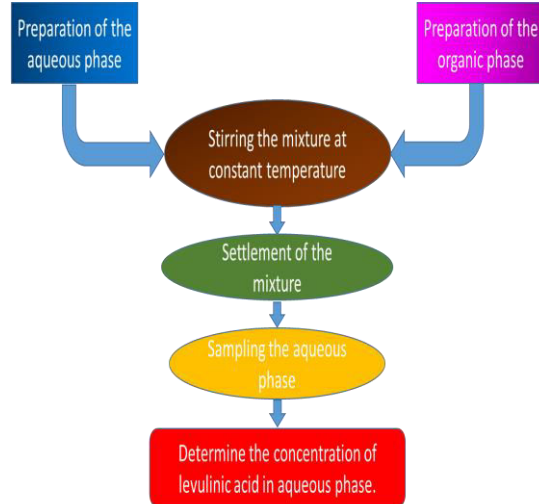 Preparation of the
aqueous phase
Preparation of the
organic phase
Stirring the mixture at
constant temperature
Settlement of the
mixture
Sampling the aqueous
phase
Determine the concentration of
levulinic acid in aqueous phase.